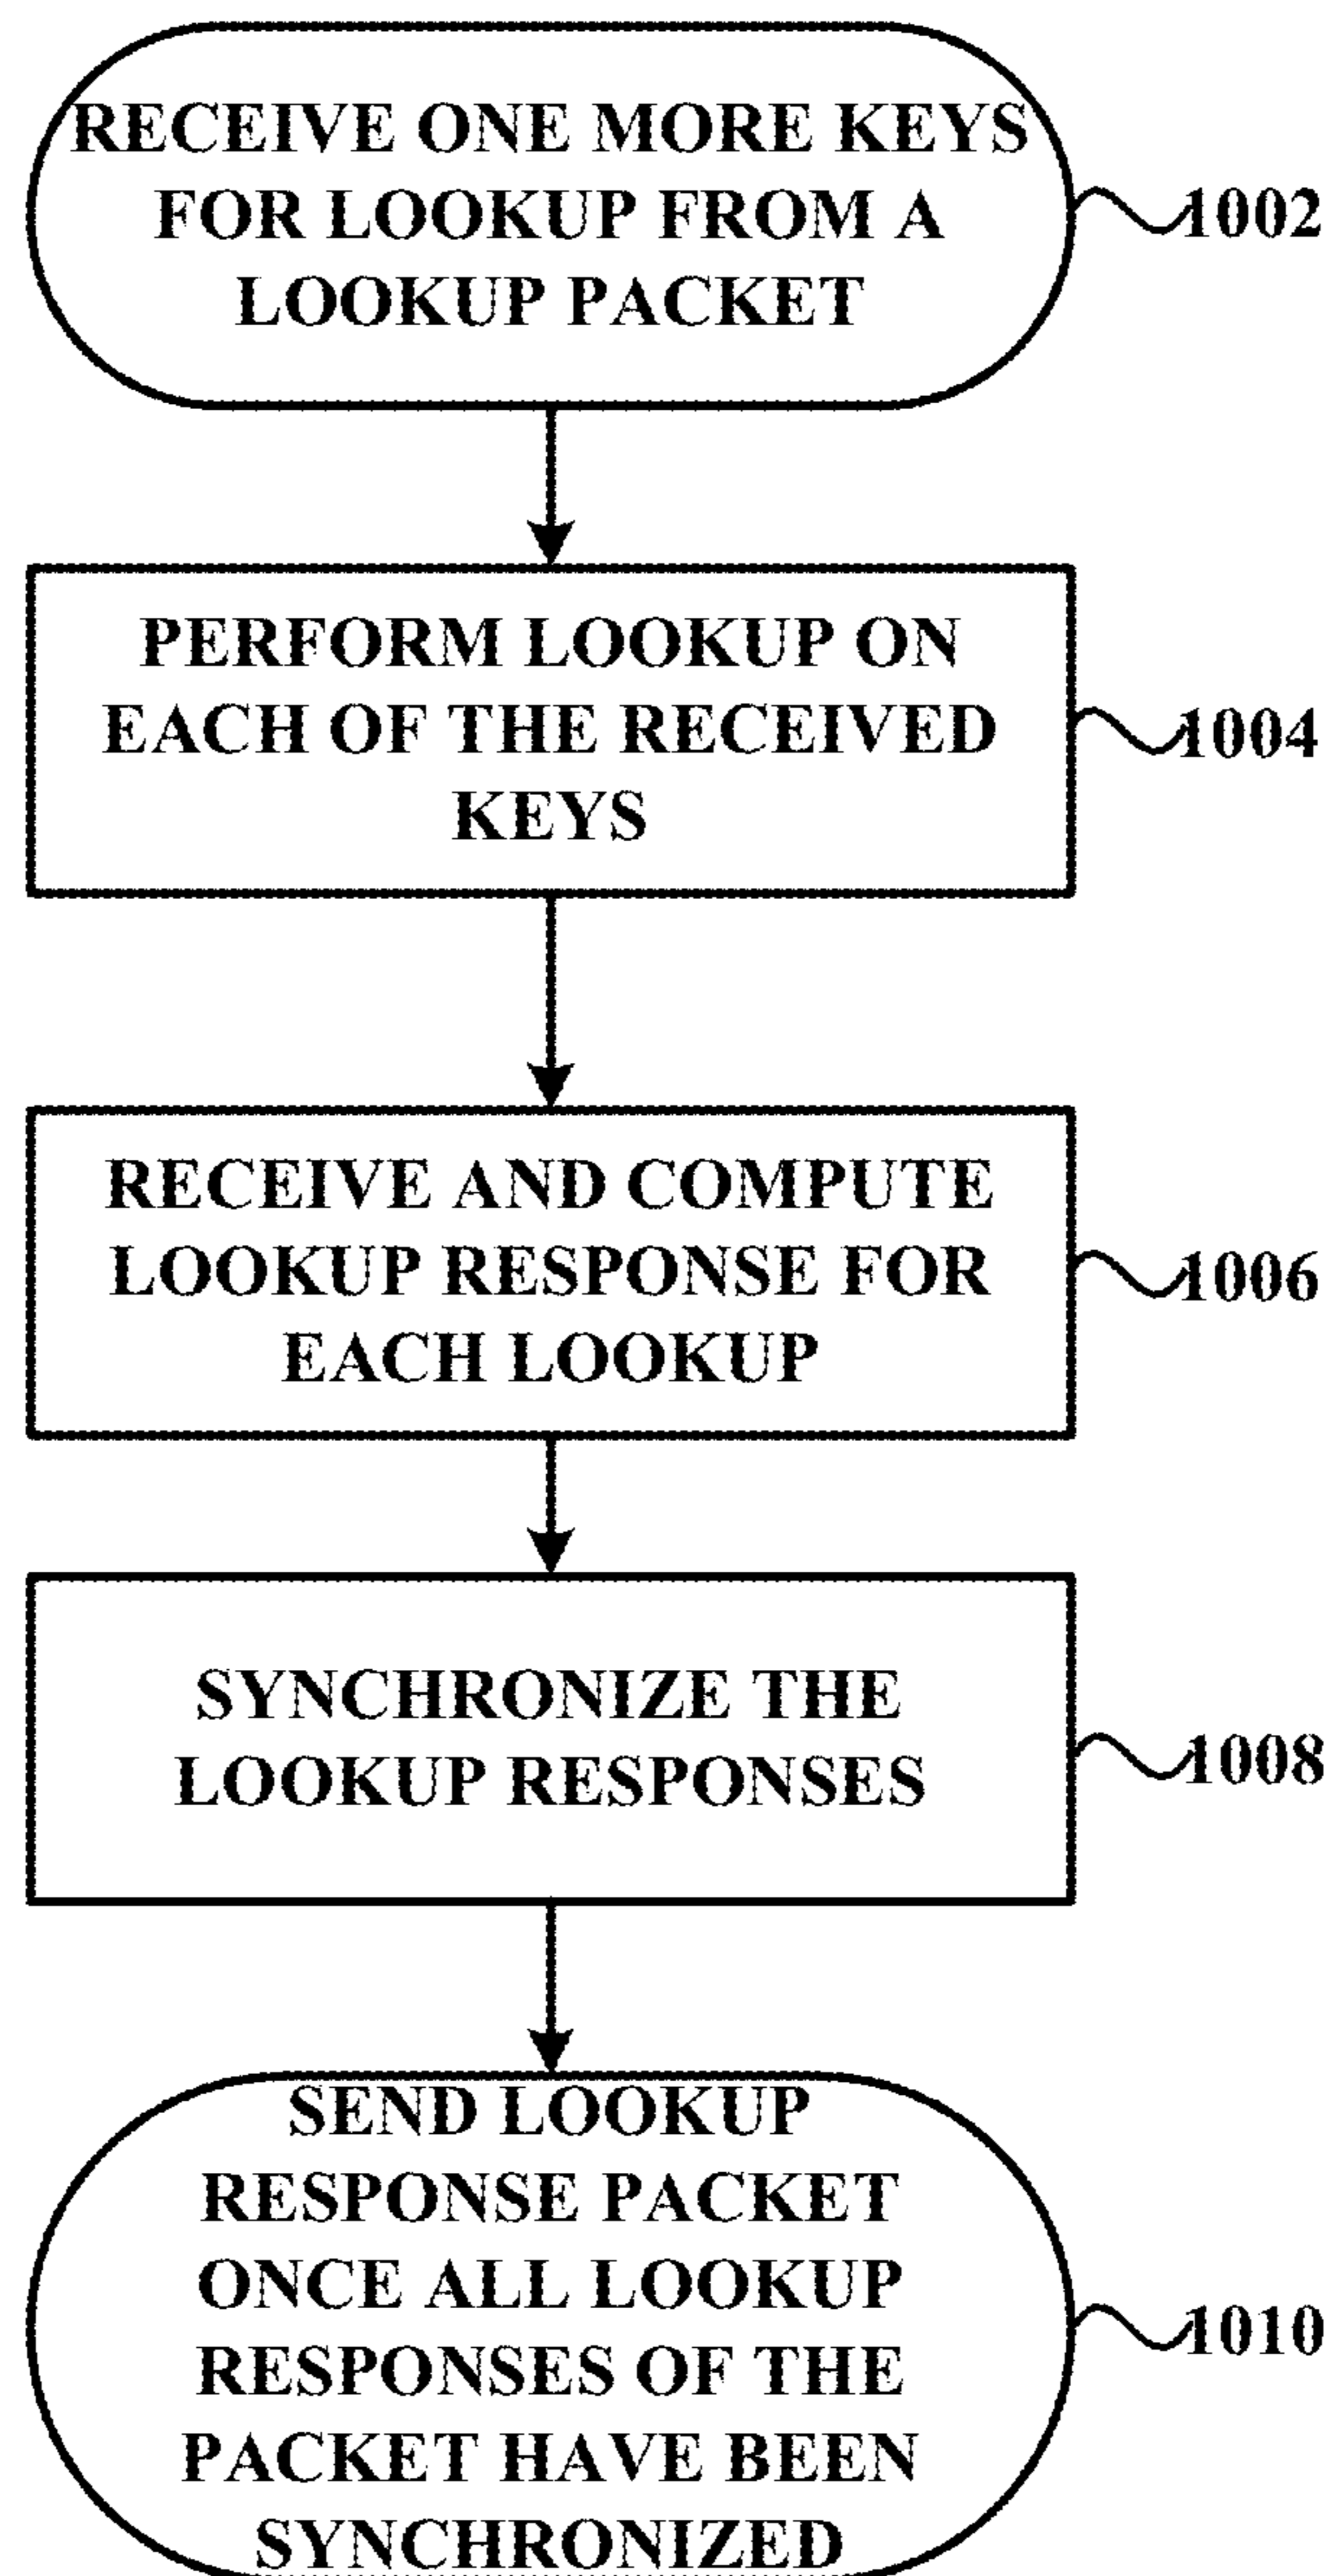 RECEIVE ONE MORE KEYS
FOR LOOKUP FROM A
LOOKUP PACKET
1002
PERFORM LOOKUP ON
EACH OF THE RECEIVED
KEYS
1004
RECEIVE AND COMPUTE
LOOKUP RESPONSE FOR
EACH LOOKUP
1006
SYNCHRONIZE THE
LOOKUP RESPONSES
1008
SEND LOOKUP
RESPONSE PACKET
ONCE ALL LOOKUP
RESPONSES OF THE
PACKET HAVE BEEN
SYNCHRONIZED
1010